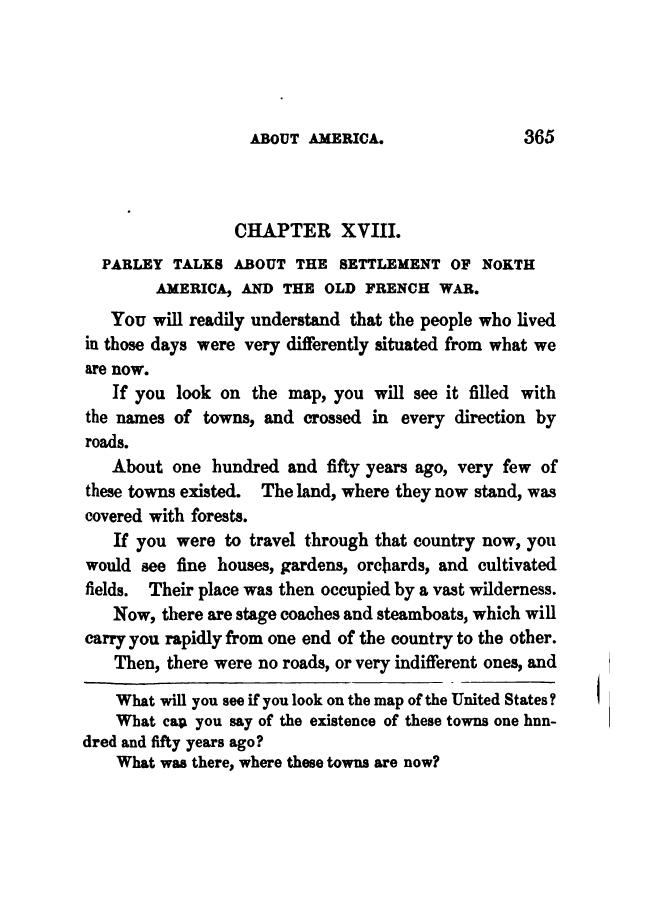 ABOUT AMERICA. 365
CHAPTER XVIII.
PARLEY TALKS ABOUT THE SETTLEMENT OF NORTH
AMERICA, AND THE OLD FRENCH WAR.
You will readily understand that the people who lived
in those days were very differently situated from what we
are now.
If you look on the map, you will see it filled with
the names of towns, and crossed in every direction by
roads.
About one hundred and fifty years ago, very few of
these towns existed. The land, where they now stand, was
covered with forests.
If you were to travel through that country now, you
would see fine houses, gardens, orchards, and cultivated
fields. Their place was then occupied by a vast wilderness.
Now, there are stage coaches and steamboats, which will
carry you rapidly from one end of the country to the other.
Then, there were no roads, or very indifferent ones, and
What will you see if you look on the map of the United States?
What can you say of the existence of these towns one hnn-
dred and fifty years ago?
What was there, where these towns are now?